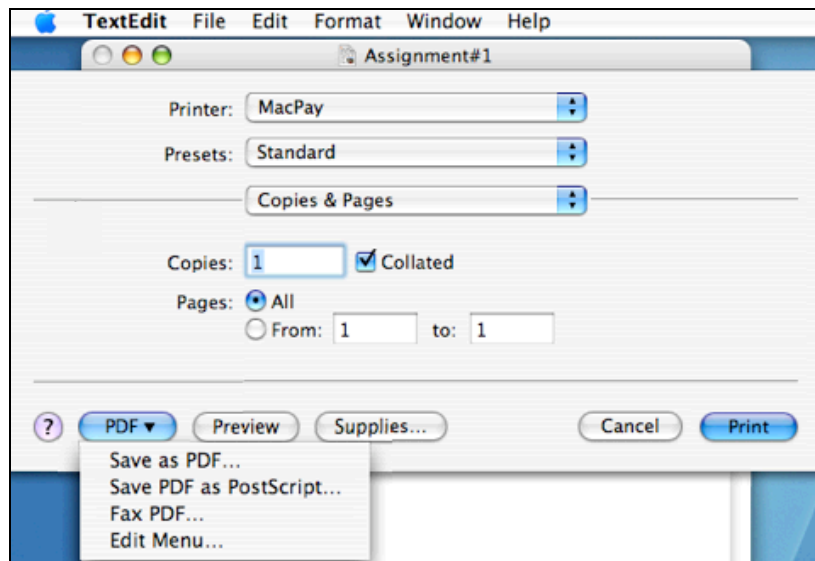 TextEdit File Edit Format Window Help
Assignment#1
Printer: MacPay
Presets: Standard
Copies & Pages
Copies: 1 Collated
Pages: All
From: 1 to: 1
? PDF▼ Preview Supplies... Cancel Print
Save as PDF...
Save PDF as PostScript...
Fax PDF...
Edit Menu...